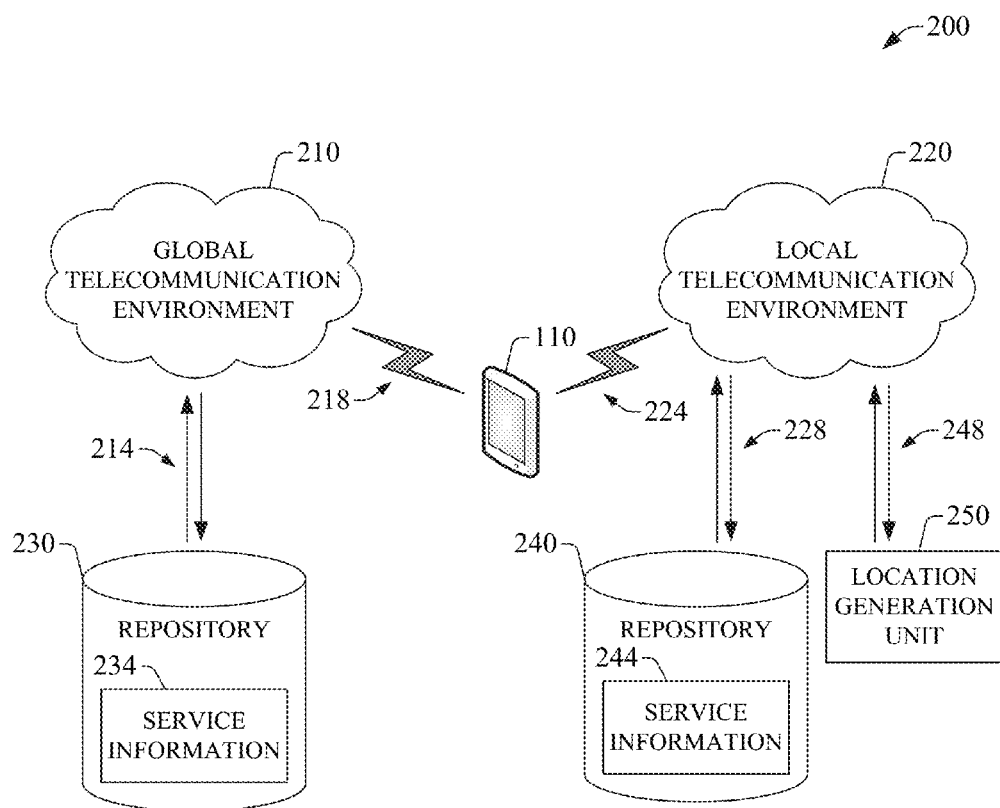 200
210
220
GLOBAL
TELECOMMUNICATION
ENVIRONMENT
LOCAL
TELECOMMUNICATION
ENVIRONMENT
110
218
224
214
228
248
230
240
250
REPOSITORY
234
SERVICE
INFORMATION
REPOSITORY
244
SERVICE
INFORMATION
LOCATION
GENERATION
UNIT